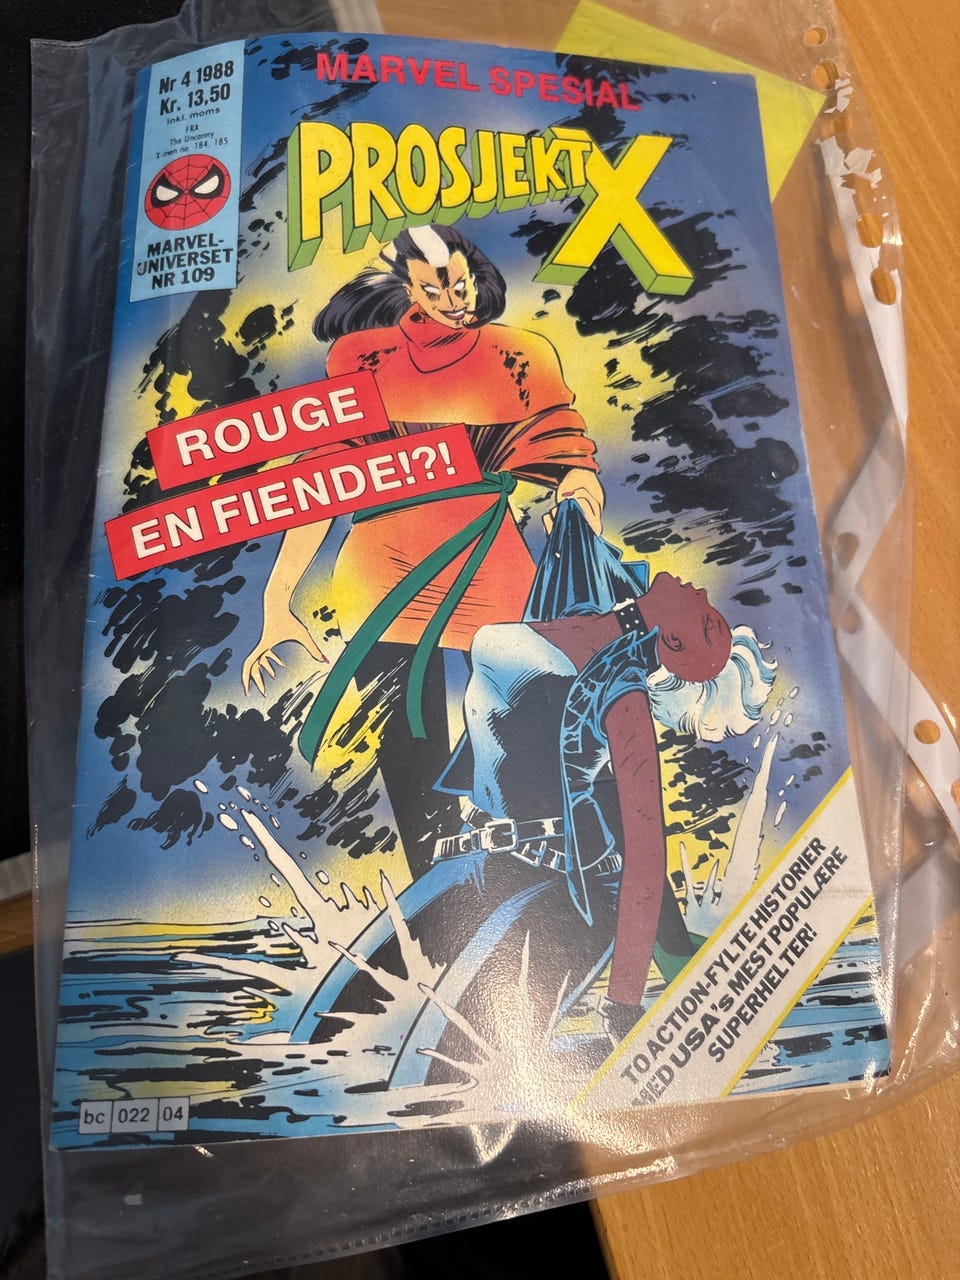 Nr 4 1988
Kr. 13,50
inkl. moms
FRA
The Uncanny
X-men no. 184, 185
MARVEL-
UNIVERSET
NR 109
MARVEL SPESIAL
PROSJEKT X
ROUGE
EN FIENDE!?!
TO ACTION-FYLTE HISTORIER
MED USA's MEST POPULÆRE
SUPERHELTER!
bc 022 04